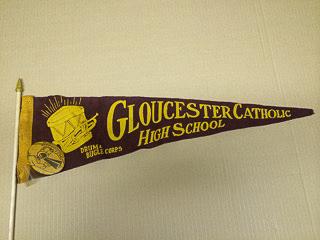 GLOUCESTER CATHOLIC
HIGH SCHOOL
DRUM &
BUGLE CORPS